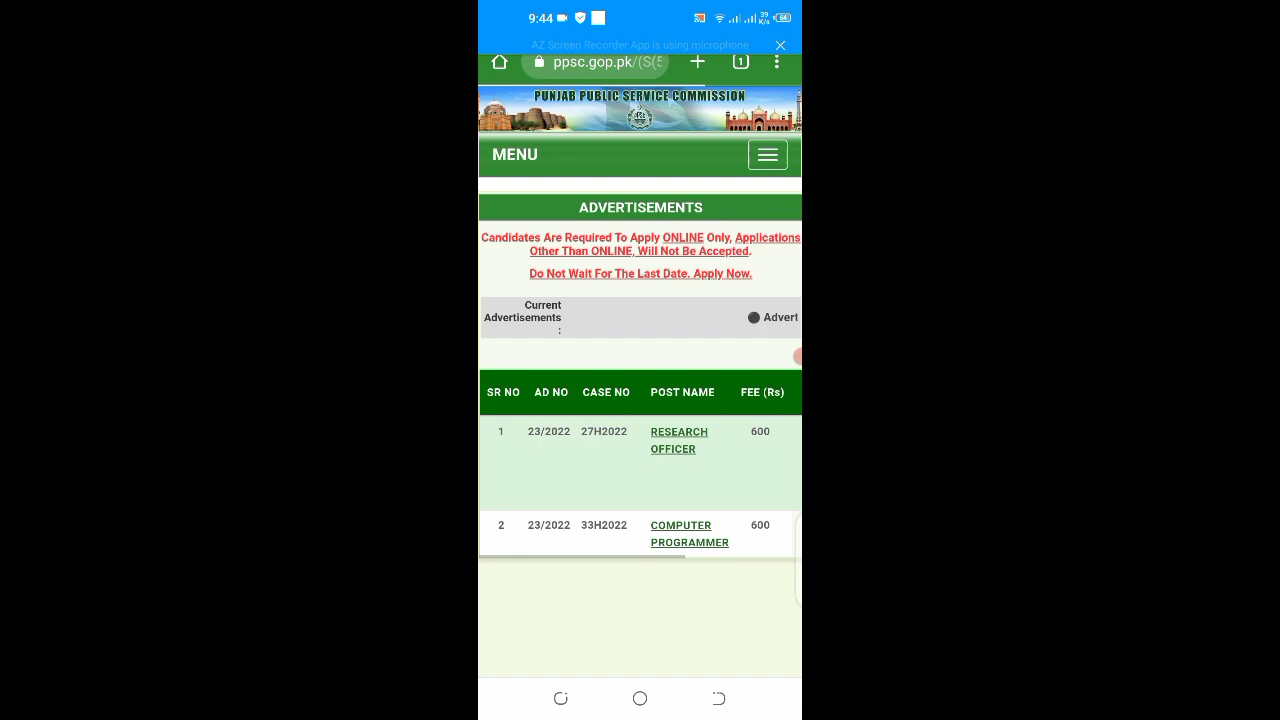 9:44 39 K/s 64
AZ Screen Recorder App is using microphone
ppsc.gop.pk/(S(5 1
PUNJAB PUBLIC SERVICE COMMISSION
MENU
ADVERTISEMENTS
Candidates Are Required To Apply ONLINE Only, Applications
Other Than ONLINE, Will Not Be Accepted.
Do Not Wait For The Last Date. Apply Now.
Current
Advertisements
:
Advert
SR NO AD NO CASE NO POST NAME FEE (Rs)
1 23/2022 27H2022 RESEARCH 600
OFFICER
2 23/2022 33H2022 COMPUTER 600
PROGRAMMER